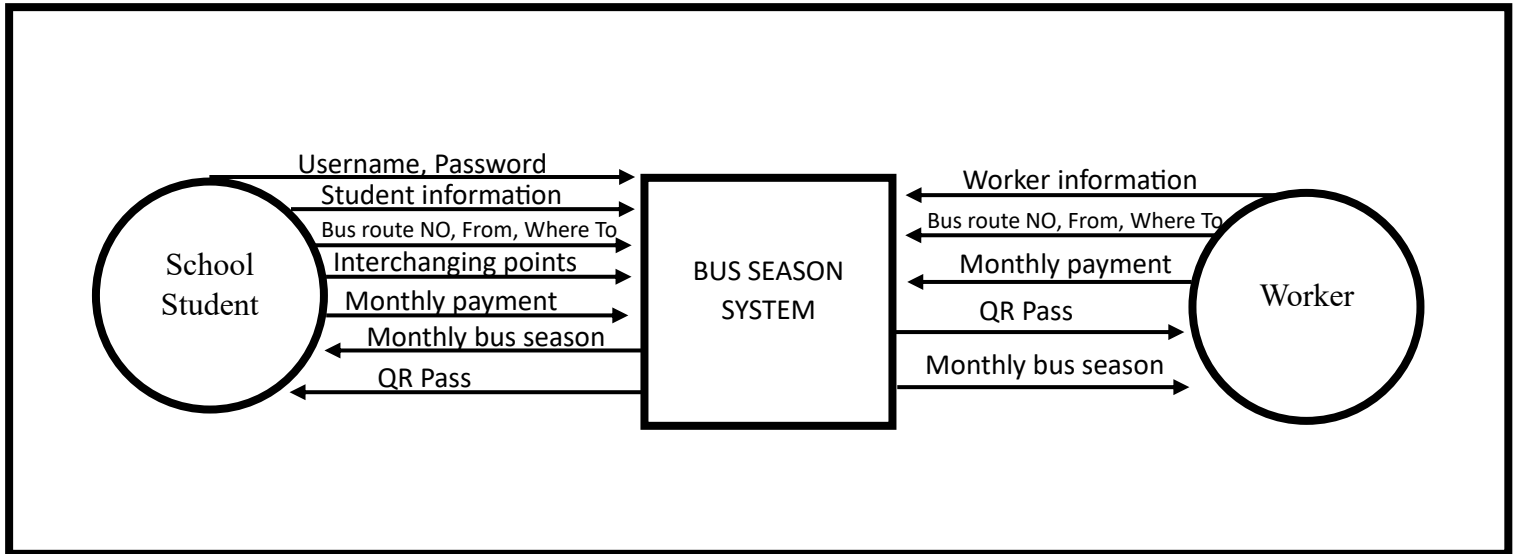 Username, Password
Student information
Bus route NO, From, Where To
Interchanging points
Monthly payment
Monthly bus season
QR Pass
School
Student
BUS SEASON
SYSTEM
Worker information
Bus route NO, From, Where To
Monthly payment
QR Pass
Monthly bus season
Worker